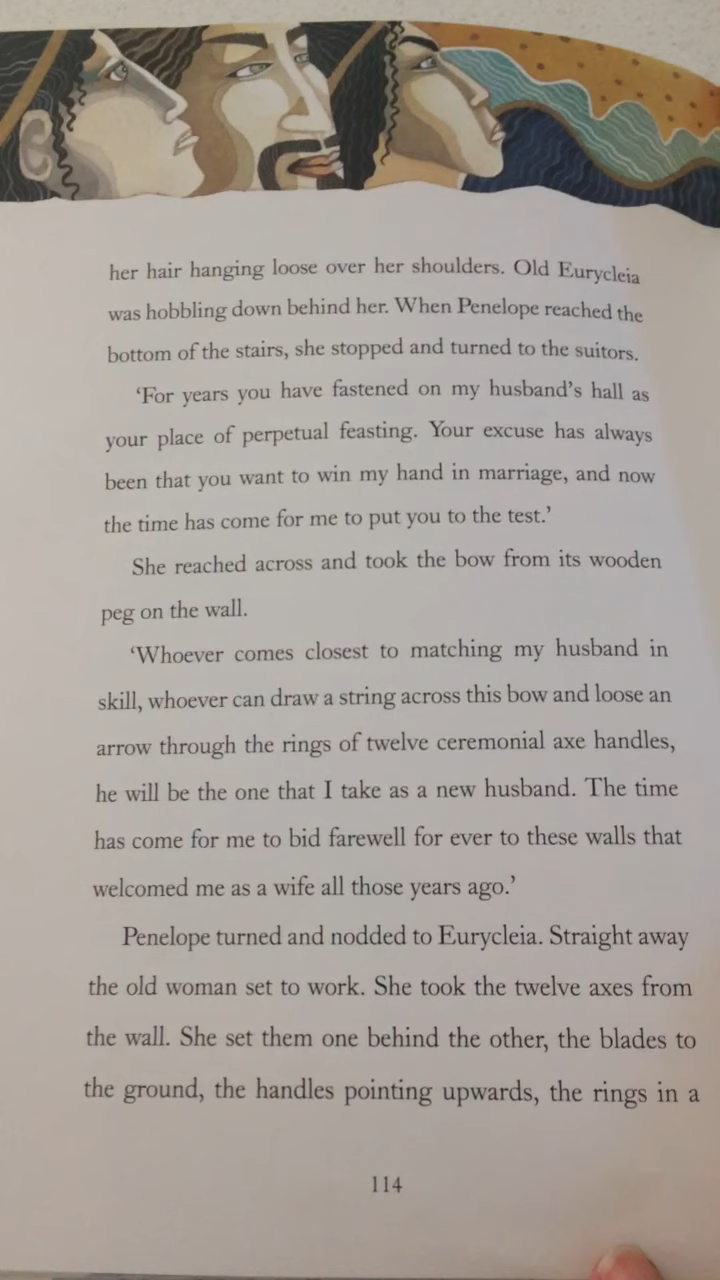 her hair hanging loose over her shoulders. Old Eurycleia
was hobbling down behind her. When Penelope reached the
bottom of the stairs, she stopped and turned to the suitors.
‘For years you have fastened on my husband’s hall as
your place of perpetual feasting. Your excuse has always
been that you want to win my hand in marriage, and now
the time has come for me to put you to the test.’
She reached across and took the bow from its wooden
peg on the wall.
‘Whoever comes closest to matching my husband in
skill, whoever can draw a string across this bow and loose an
arrow through the rings of twelve ceremonial axe handles,
he will be the one that I take as a new husband. The time
has come for me to bid farewell for ever to these walls that
welcomed me as a wife all those years ago.’
Penelope turned and nodded to Eurycleia. Straight away
the old woman set to work. She took the twelve axes from
the wall. She set them one behind the other, the blades to
the ground, the handles pointing upwards, the rings in a
114